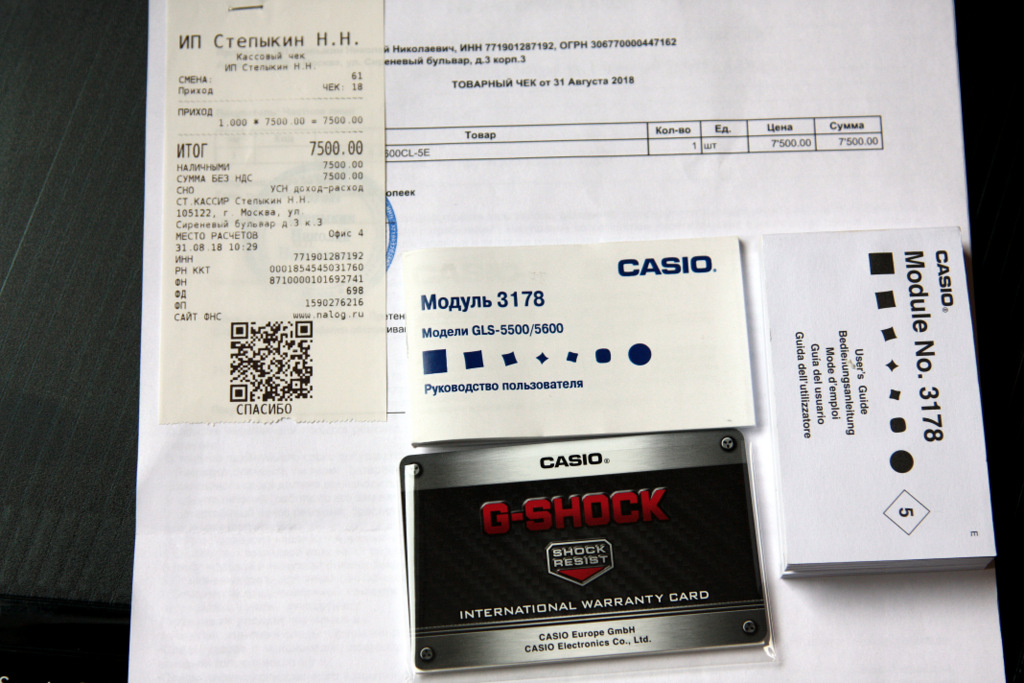 ИП Степыкин Н.Н.
Кассовый чек
ИП Степыкин Н.Н.
СМЕНА: 61
Приход ЧЕК: 18
ПРИХОД
1.000 * 7500.00 = 7500.00
ИТОГ 7500.00
НАЛИЧНЫМИ 7500.00
СУММА БЕЗ НДС 7500.00
СНО УСН доход-расход
СТ.КАССИР Степыкин Н.Н.
105122, г. Москва, ул.
Сиреневый бульвар д.3 к.3
МЕСТО РАСЧЕТОВ Офис 4
31.08.18 10:29
ИНН 771901287192
РН ККТ 0001854545031760
ФН 8710000101692741
ФД 698
ФП 1590276216
САЙТ ФНС www.nalog.ru
СПАСИБО
й Николаевич, ИНН 771901287192, ОГРН 306770000447162
Сиреневый бульвар, д.3 корп.3
ТОВАРНЫЙ ЧЕК от 31 Августа 2018
Товар Кол-во Ед. Цена Сумма
600CL-5E 1 шт 7'500.00 7'500.00
опеек
CASIO.
Модуль 3178
Модели GLS-5500/5600
Руководство пользователя
CASIO®
Module No. 3178
User's Guide
Bedienungsanleitung
Mode d'emploi
Guía del usuario
Guida dell'utilizzatore
5
E
CASIO®
G-SHOCK
SHOCK
RESIST
INTERNATIONAL WARRANTY CARD
CASIO Europe GmbH
CASIO Electronics Co., Ltd.